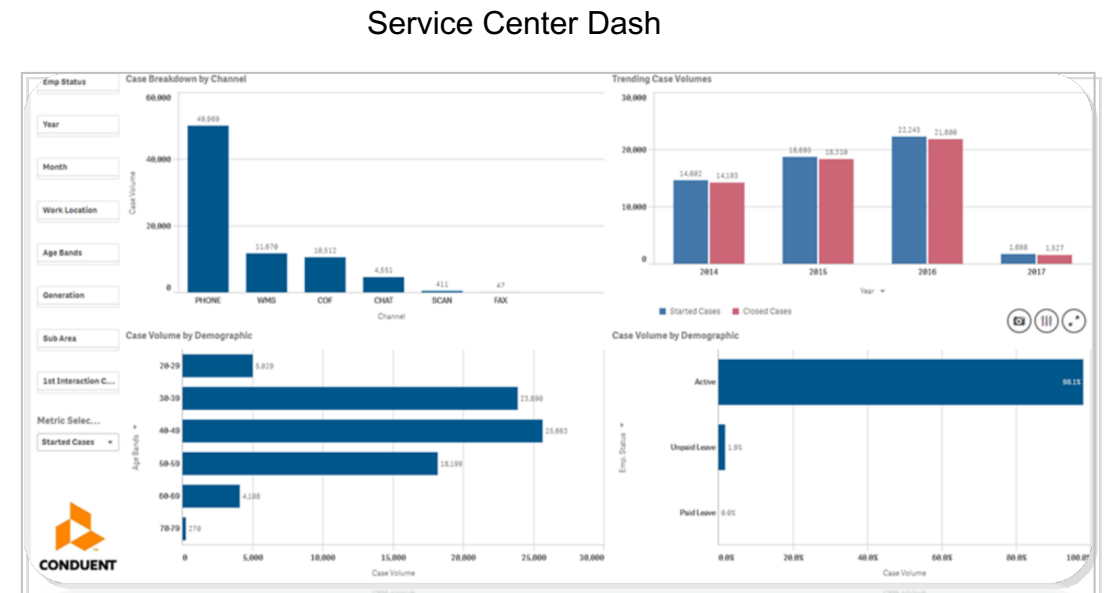 Service Center Dash
Emp Status
Year
Month
Work Location
Age Bands
Generation
Sub Area
1st Interaction C...
Metric Selec...
Started Cases
CONDUENT
Case Breakdown by Channel
60,000
40,000
20,000
0
Case Volume
49,969
11,670
10,512
4,551
411
47
PHONE
WMS
COF
CHAT
SCAN
FAX
Channel
Trending Case Volumes
30,000
20,000
10,000
0
14,602
14,193
18,695
18,310
22,243
21,800
1,698
1,527
2014
2015
2016
2017
Year
Started Cases
Closed Cases
Case Volume by Demographic
Age Bands
20-29
5,029
30-39
23,890
40-49
50-59
18,199
60-69
70-79
270
0
5,000
10,000
15,000
20,000
25,000
30,000
Case Volume
Case Volume by Demographic
Emp. Status
Active
98.1%
Unpaid Leave
1.9%
Paid Leave
0.0%
0.0%
20.0%
40.0%
60.0%
80.0%
100.0%
Case Volume